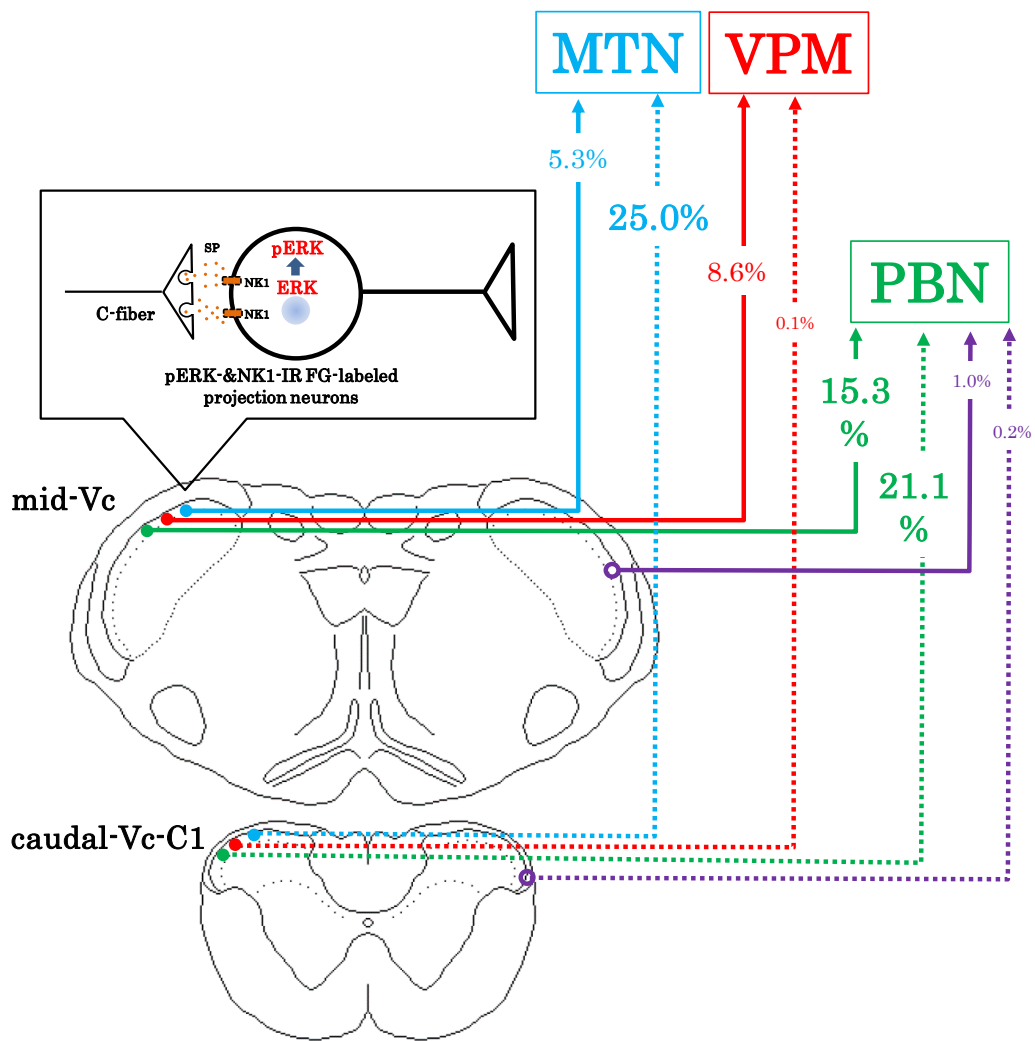 MTN
VPM
5.3%
25.0%
8.6%
0.1%
PBN
15.3
%
21.1
%
1.0%
0.2%
SP
pERK
ERK
NK1
NK1
C-fiber
pERK-&NK1-IR FG-labeled
projection neurons
mid-Vc
caudal-Vc-C1